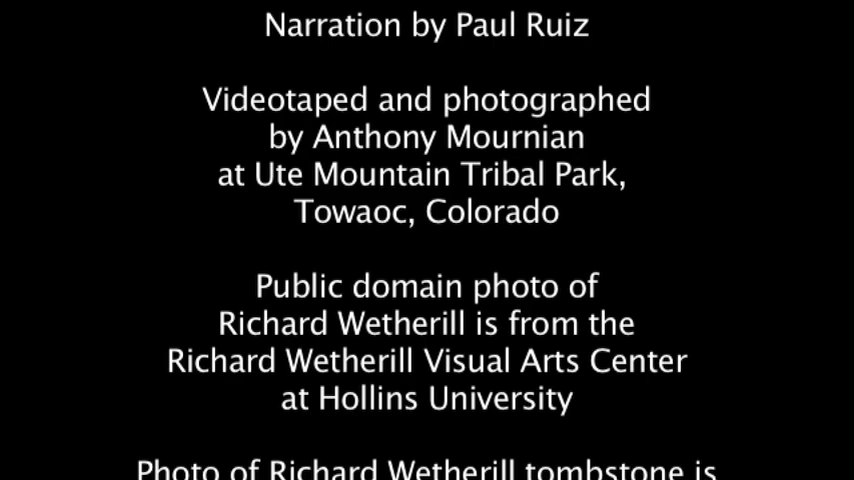 Narration by Paul Ruiz
Videotaped and photographed
by Anthony Mournian
at Ute Mountain Tribal Park,
Towaoc, Colorado
Public domain photo of
Richard Wetherill is from the
Richard Wetherill Visual Arts Center
at Hollins University
Photo of Richard Wetherill tombstone is